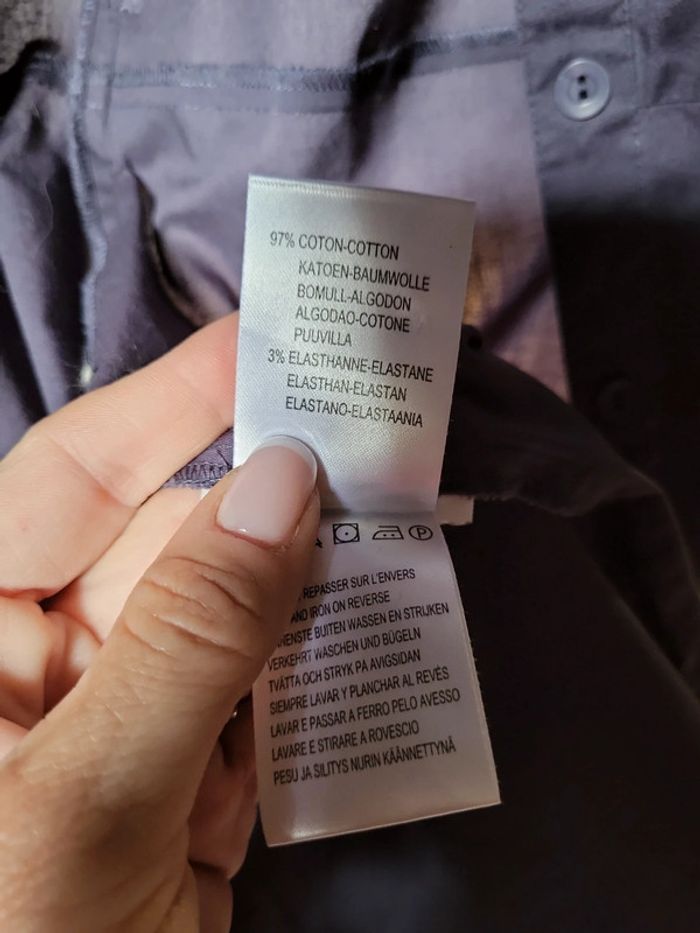 97% COTON-COTTON
KATOEN-BAUMWOLLE
BOMULL-ALGODON
ALGODAO-COTONE
PUUVILLA
3% ELASTHANNE-ELASTANE
ELASTHAN-ELASTAN
ELASTANO-ELASTAANIA
P
REPASSER SUR L'ENVERS
AND IRON ON REVERSE
BUITEN WASSEN EN STRIJKEN
VERKEHRT WASCHEN UND BÜGELN
TVÄTTA OCH STRYK PA AVIGSIDAN
SIEMPRE LAVAR Y PLANCHAR AL REVÉS
LAVAR E PASSAR A FERRO PELO AVESSO
LAVARE E STIRARE A ROVESCIO
PESU JA SILITYS NURIN KÄÄNNETTYNÄ